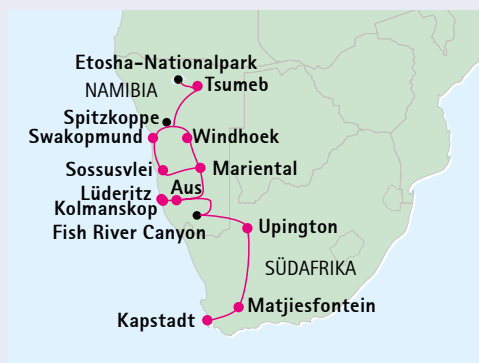 Etosha-Nationalpark
NAMIBIA
Tsumeb
Spitzkoppe
Swakopmund
Windhoek
Sossusvlei
Mariental
Lüderitz
Aus
Kolmanskop
Fish River Canyon
Upington
SÜDAFRIKA
Matjiesfontein
Kapstadt